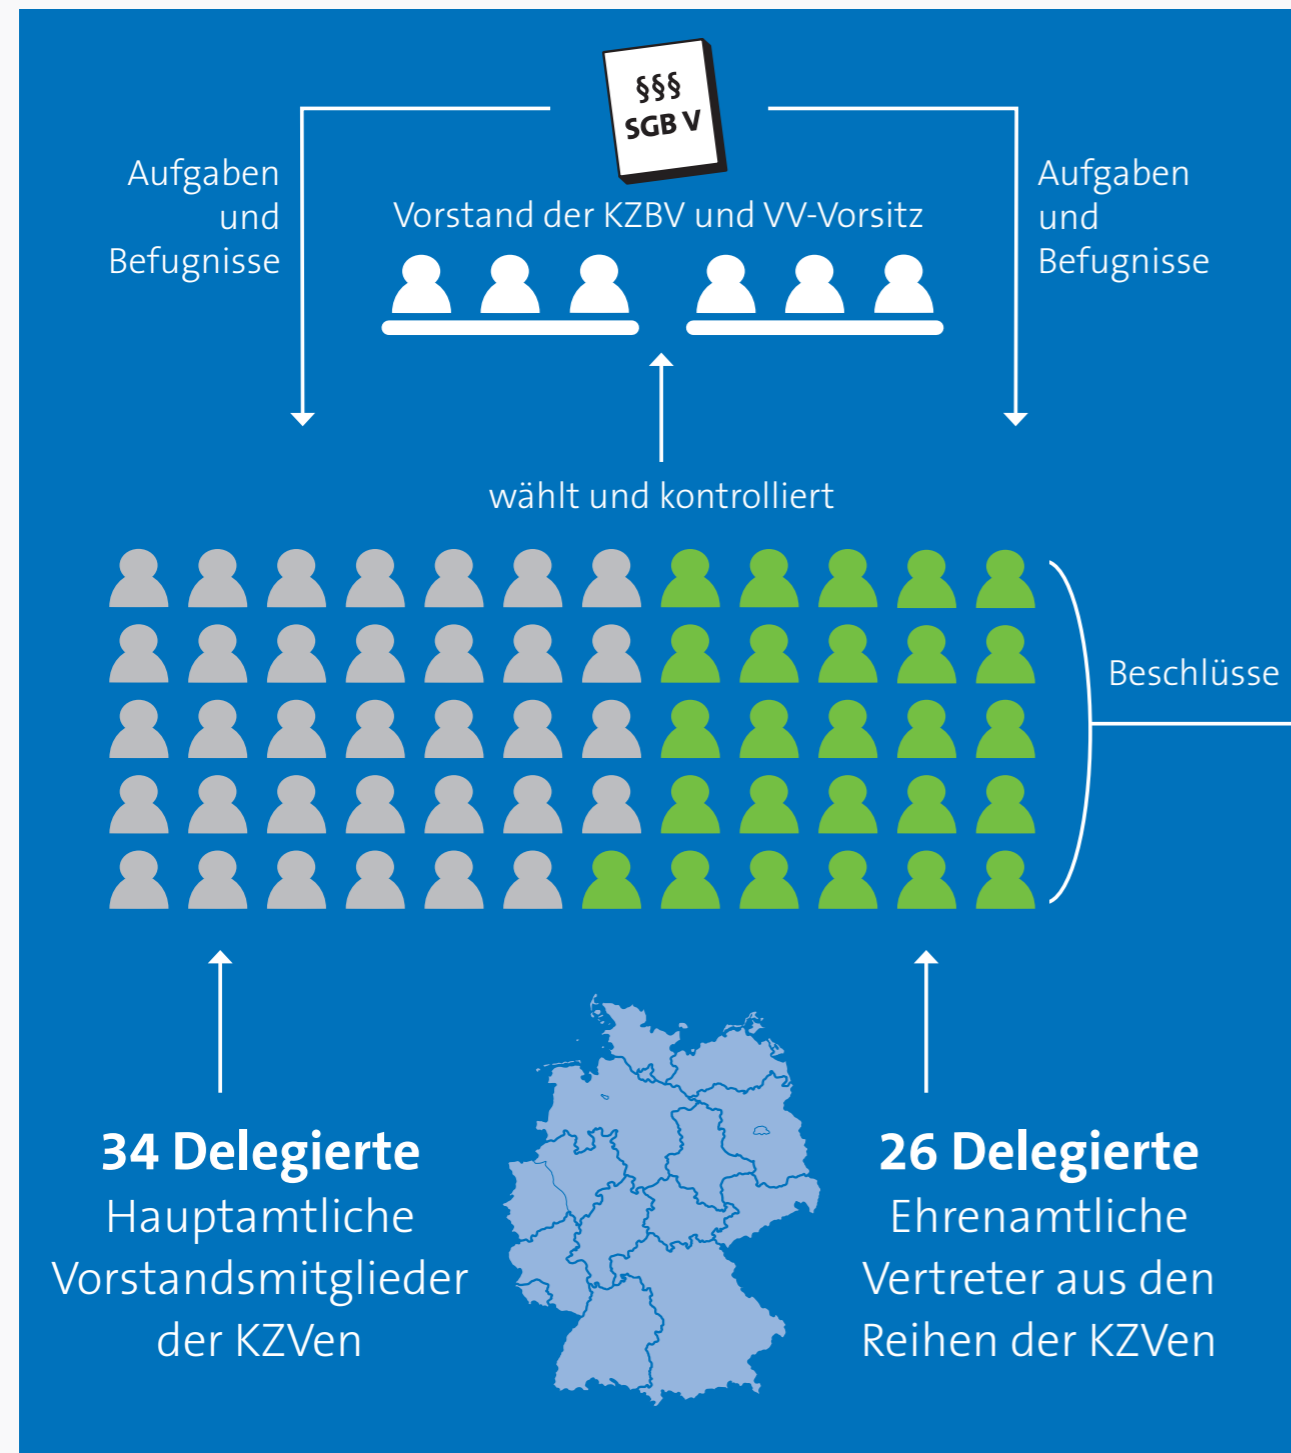 §§§
SGB V
Aufgaben
und
Befugnisse
Vorstand der KZBV und VV-Vorsitz
Aufgaben
und
Befugnisse
wählt und kontrolliert
Beschlüsse
34 Delegierte
Hauptamtliche
Vorstandsmitglieder
der KZVen
26 Delegierte
Ehrenamtliche
Vertreter aus den
Reihen der KZVen